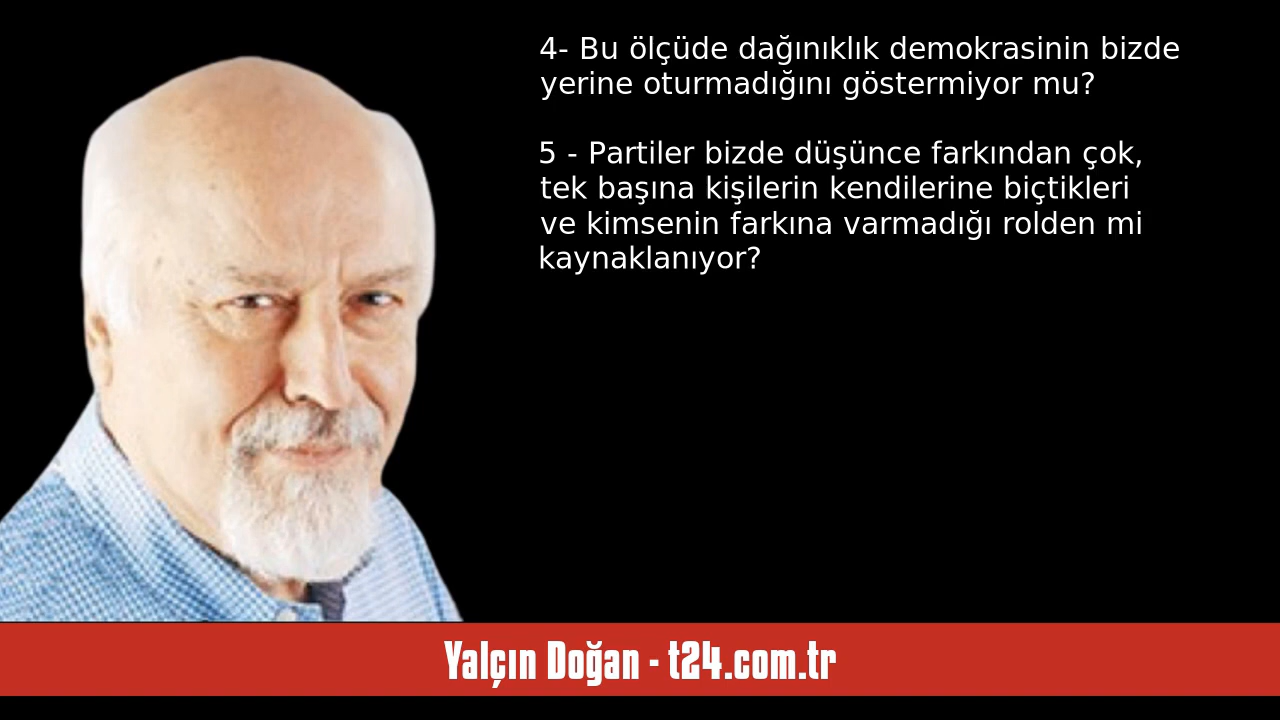 4- Bu ölçüde dağınıklık demokrasinin bizde
yerine oturmadığını göstermiyor mu?
5 - Partiler bizde düşünce farkından çok,
tek başına kişilerin kendilerine biçtikleri
ve kimsenin farkına varmadığı rolden mi
kaynaklanıyor?
Yalçın Doğan - t24.com.tr